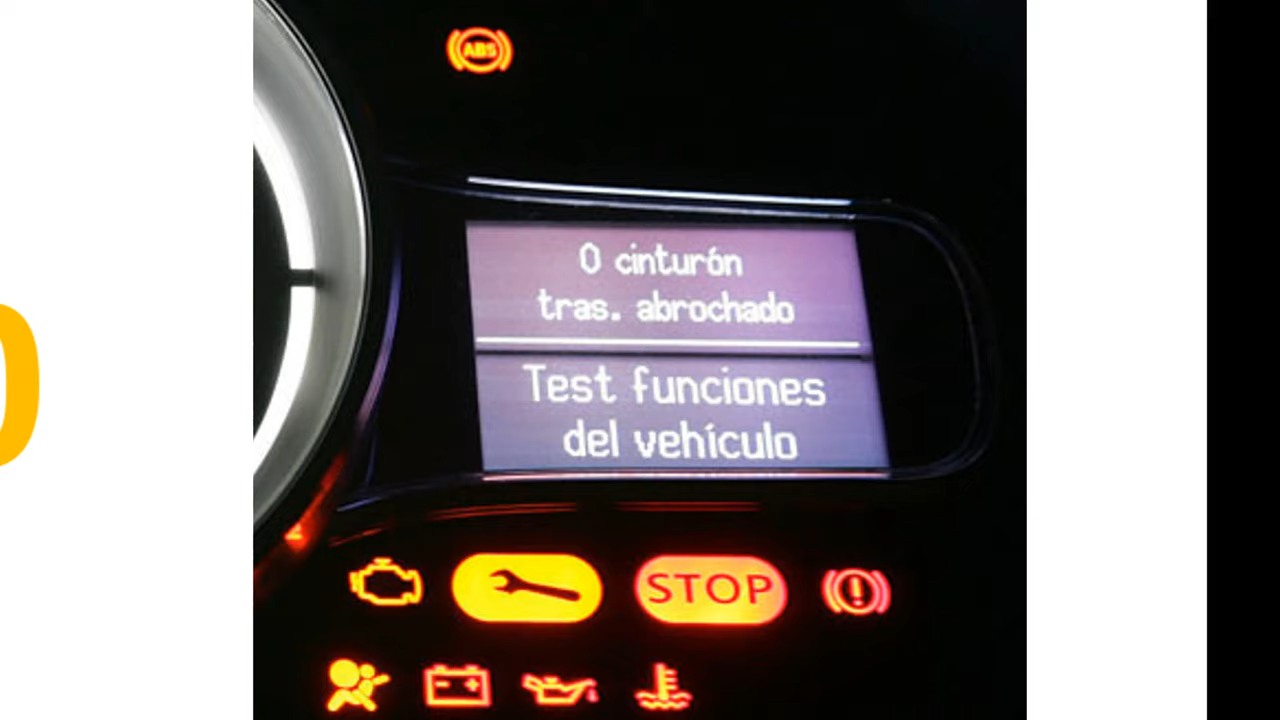 ABS
0 cinturón
tras. abrochado
Test funciones
del vehículo
STOP